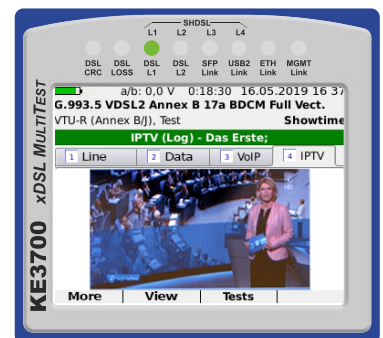 SHDSL
L1 L2 L3 L4
DSL CRC DSL LOSS DSL L1 DSL L2 SFP Link USB2 Link ETH Link MGMT Link
KE3700 xDSL MULTITEST
a/b: 0,0 V 0:18:30 16.05.2019 16 37
G.993.5 VDSL2 Annex B 17a BDCM Full Vect.
VTU-R (Annex B/J), Test Showtime
IPTV (Log) - Das Erste;
1 Line 2 Data 3 VoIP 4 IPTV
More View Tests